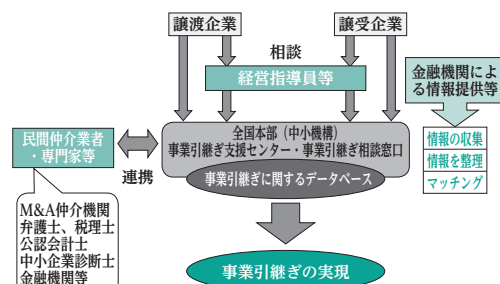 譲渡企業
譲受企業
相談
経営指導員等
金融機関によ
る情報提供等
全国本部（中小機構）
事業引継ぎ支援センター・事業引継ぎ相談窓口
事業引継ぎに関するデータベース
民間仲介業者
・専門家等
連携
情報の収集
情報を整理
マッチング
M&A仲介機関
弁護士、税理士
公認会計士
中小企業診断士
金融機関等
事業引継ぎの実現